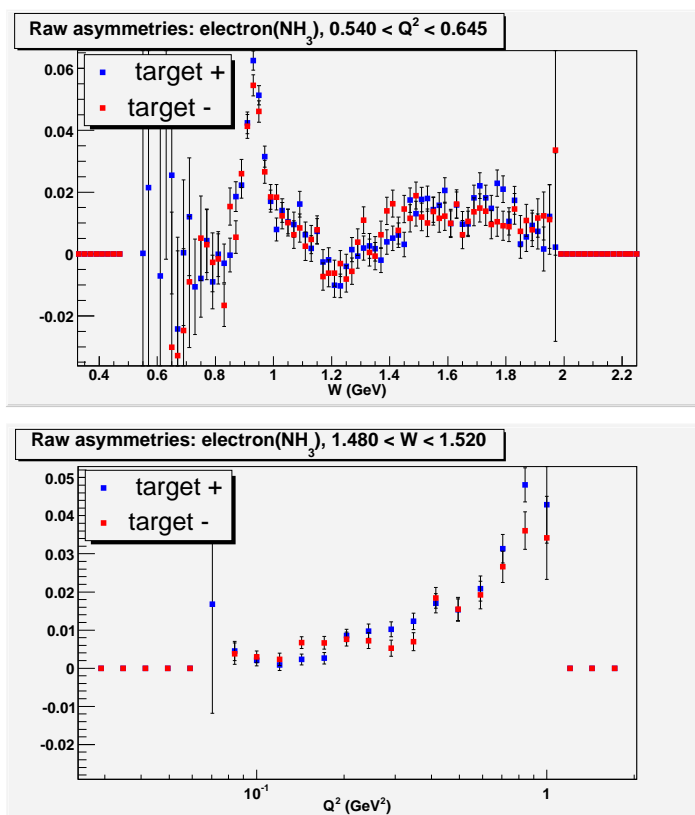 Raw asymmetries: electron(NH3), 0.540 < Q² < 0.645
target +
target -
0.06
0.04
0.02
0
-0.02
0.4 0.6 0.8 1 1.2 1.4 1.6 1.8 2 2.2
W (GeV)
Raw asymmetries: electron(NH3), 1.480 < W < 1.520
target +
target -
0.05
0.04
0.03
0.02
0.01
0
-0.01
-0.02
10⁻¹ 1
Q² (GeV²)